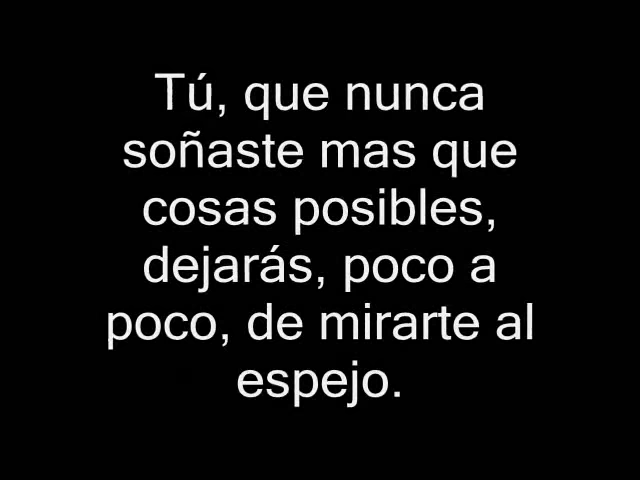 Tú, que nunca
soñaste mas que
cosas posibles,
dejarás, poco a
poco, de mirarte al
espejo.